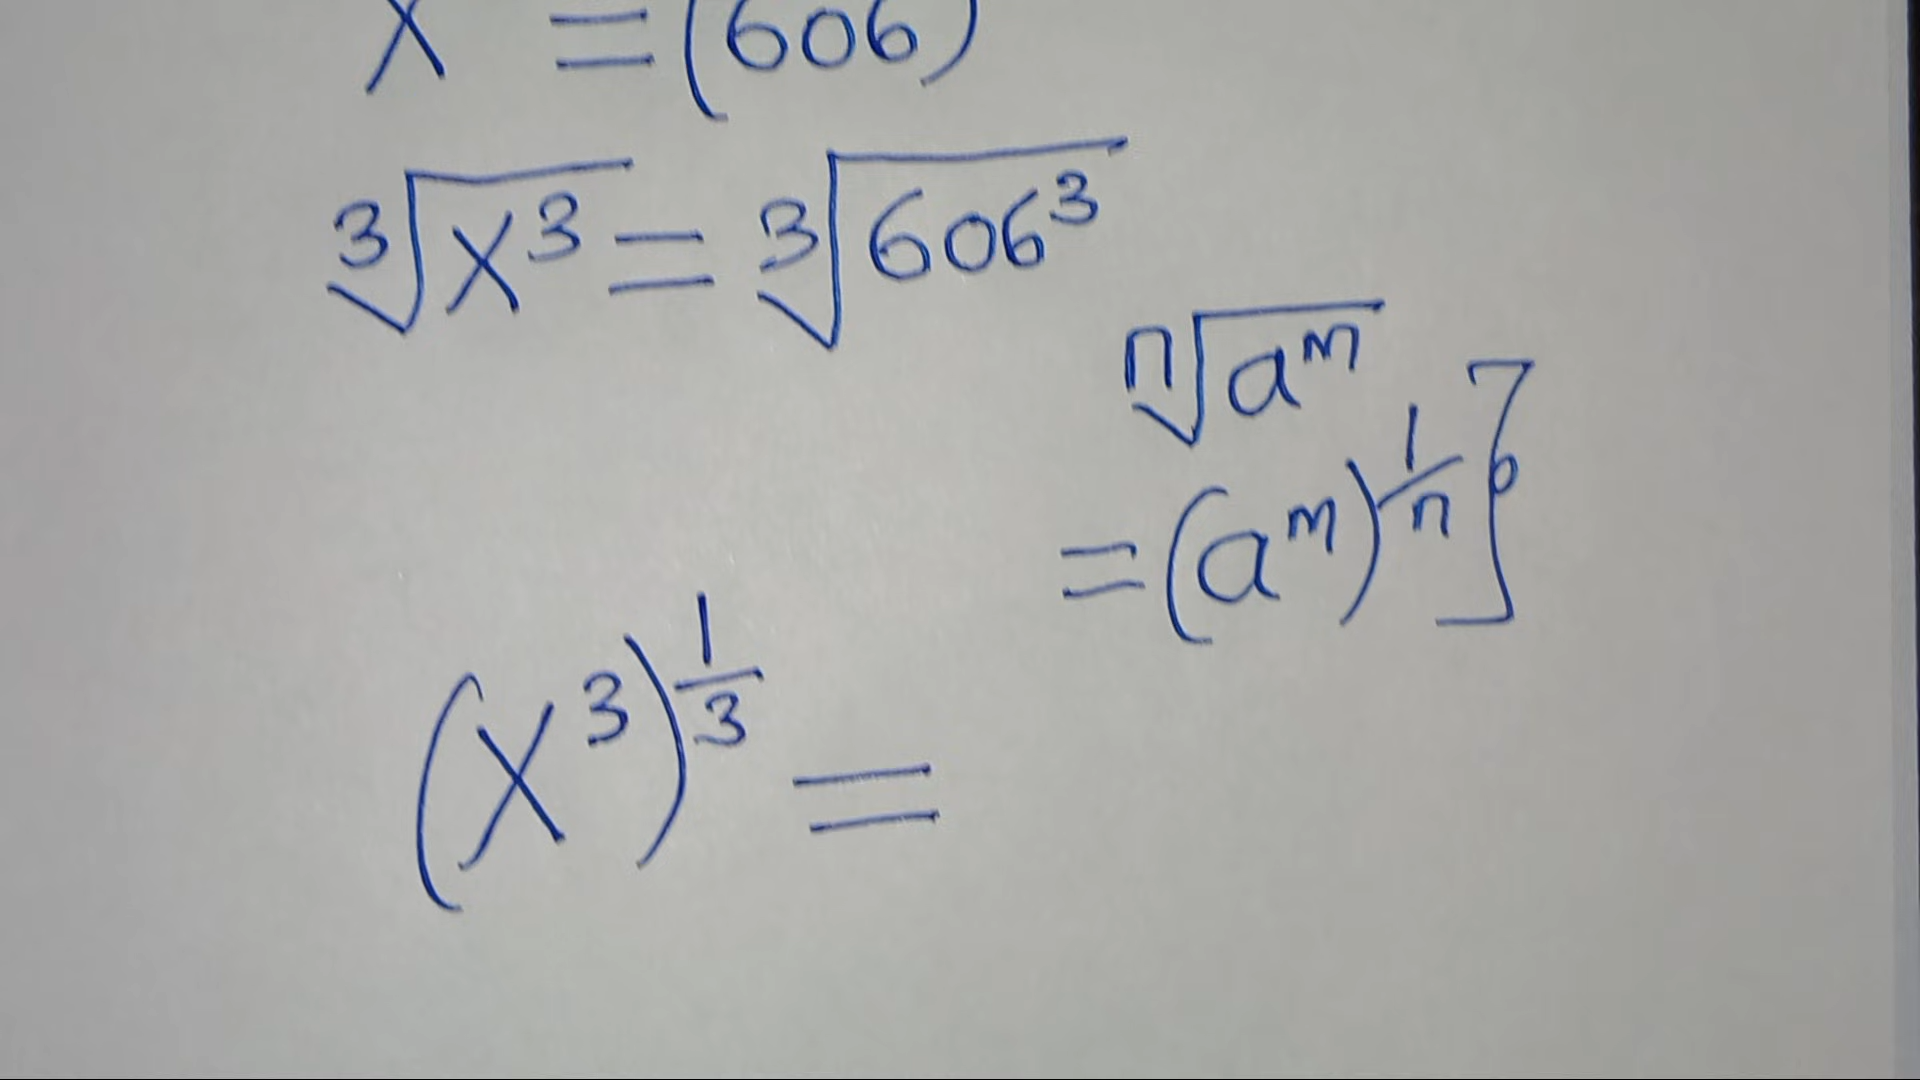 X = (606)
∛X³ = ∛606³
ⁿ√aᵐ
= (aᵐ)^(1/n)]
(X³)^(1/3) =